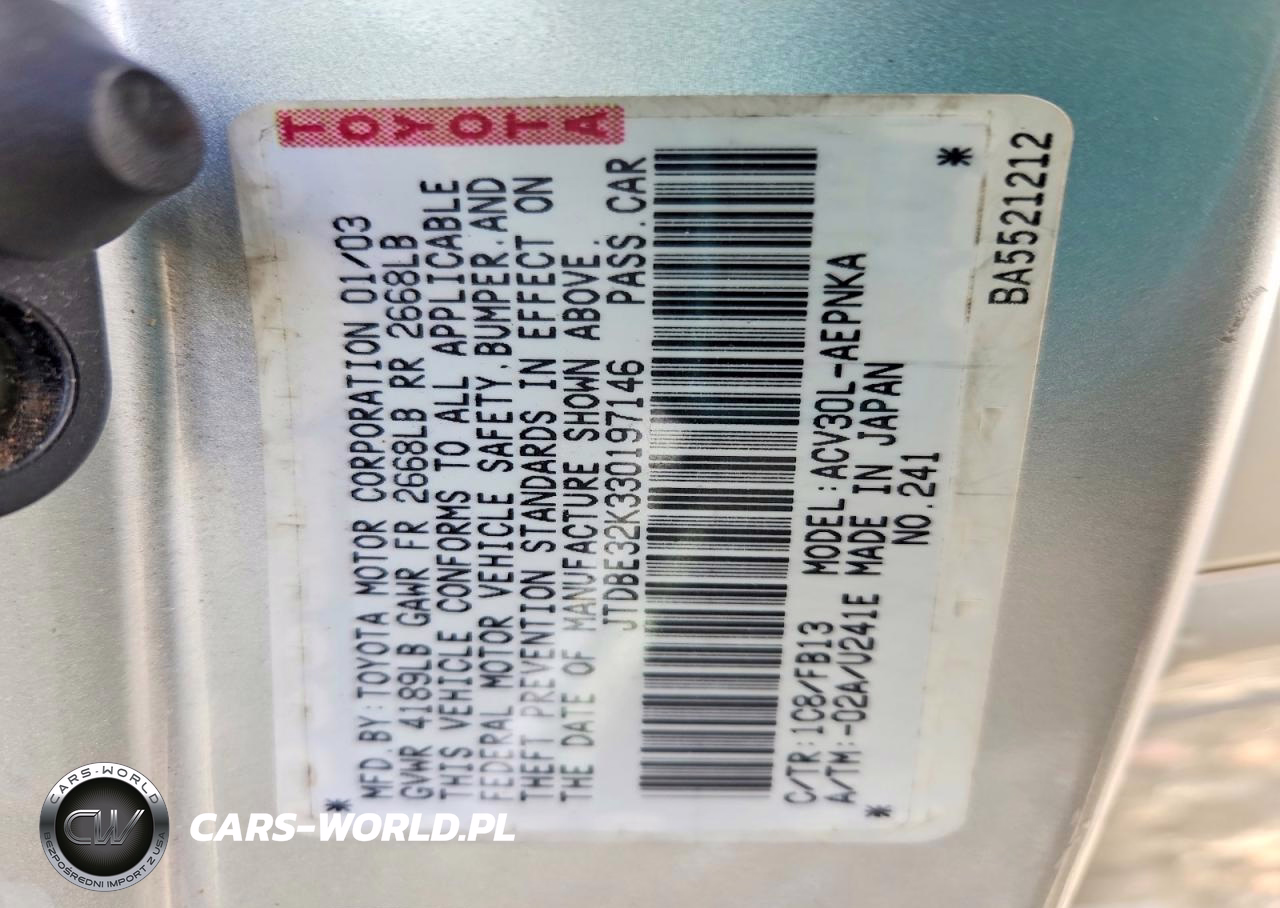 TOYOTA
* MFD.BY:TOYOTA MOTOR CORPORATION 01/03
GVWR 4189LB GAWR FR 2668LB RR 2668LB
THIS VEHICLE CONFORMS TO ALL APPLICABLE
FEDERAL MOTOR VEHICLE SAFETY,BUMPER,AND
THEFT PREVENTION STANDARDS IN EFFECT ON
THE DATE OF MANUFACTURE SHOWN ABOVE.
JTDBE32K330197146 PASS.CAR
C/TR:1C8/FB13 MODEL:ACV30L-AEPNKA
A/TM:-02A/U241E MADE IN JAPAN
* NO.241 *
BA5521212
CARS-WORLD
CW
BEZPOŚREDNI IMPORT Z USA
CARS-WORLD.PL